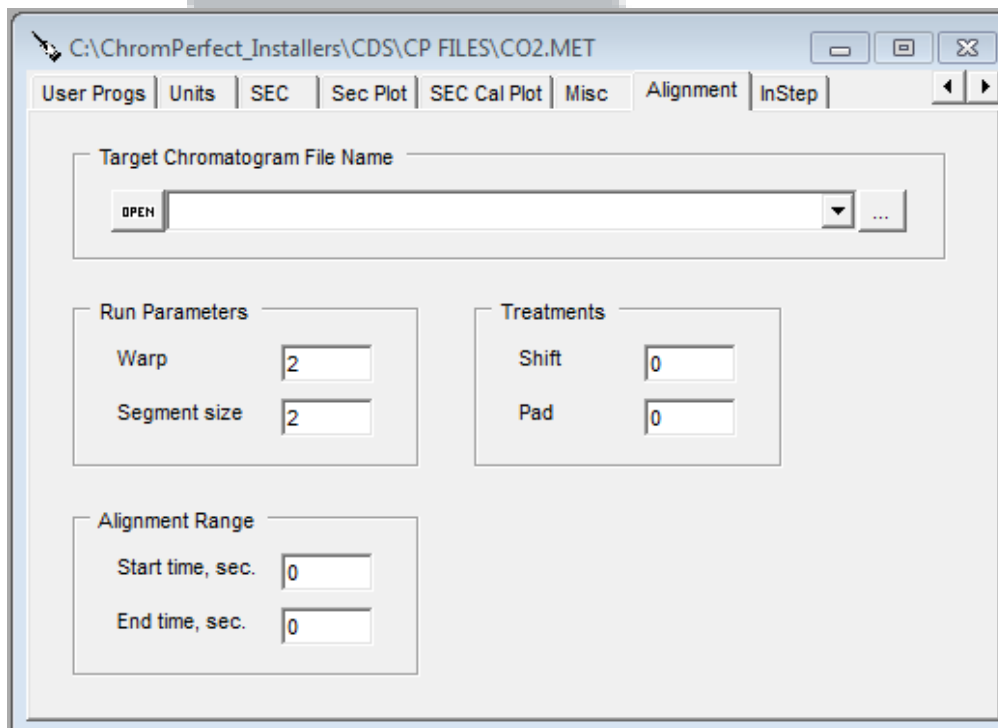 C:\ChromPerfect_Installers\CDS\CP FILES\CO2.MET
User Progs Units SEC Sec Plot SEC Cal Plot Misc Alignment InStep
Target Chromatogram File Name
OPEN ...
Run Parameters Treatments
Warp 2 Shift 0
Segment size 2 Pad 0
Alignment Range
Start time, sec. 0
End time, sec. 0